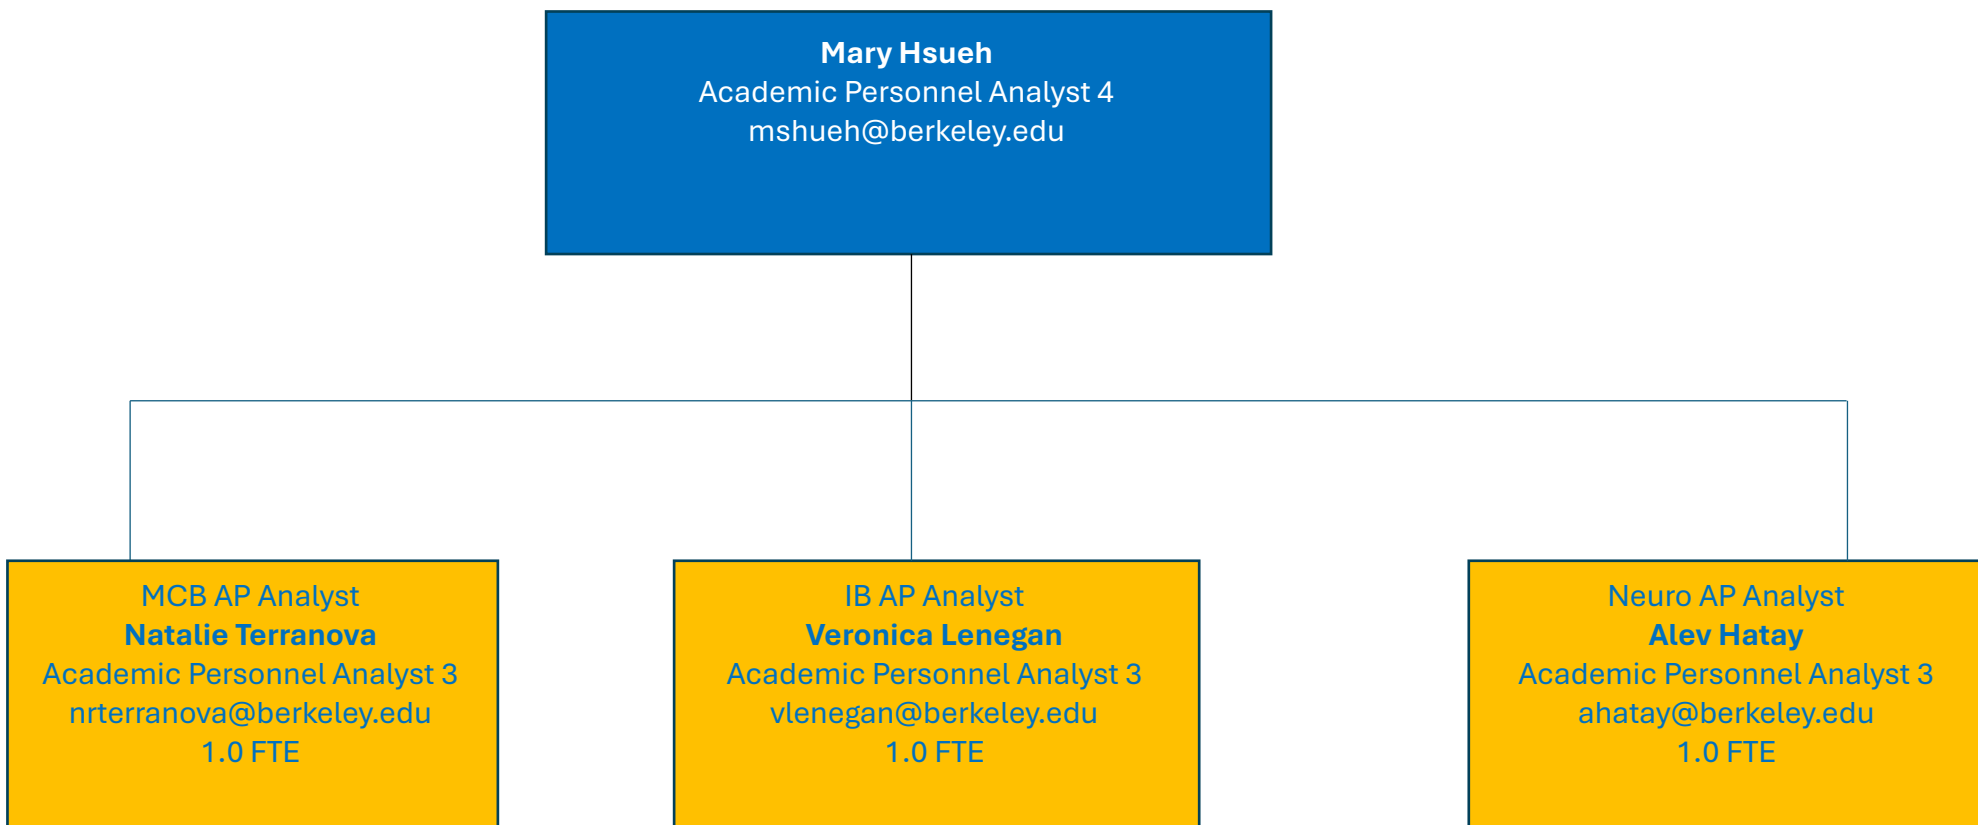 Mary Hsueh
Academic Personnel Analyst 4
mshueh@berkeley.edu
MCB AP Analyst
Natalie Terranova
Academic Personnel Analyst 3
nrterranova@berkeley.edu
1.0 FTE
IB AP Analyst
Veronica Lenegan
Academic Personnel Analyst 3
vlenegan@berkeley.edu
1.0 FTE
Neuro AP Analyst
Alev Hatay
Academic Personnel Analyst 3
ahatay@berkeley.edu
1.0 FTE